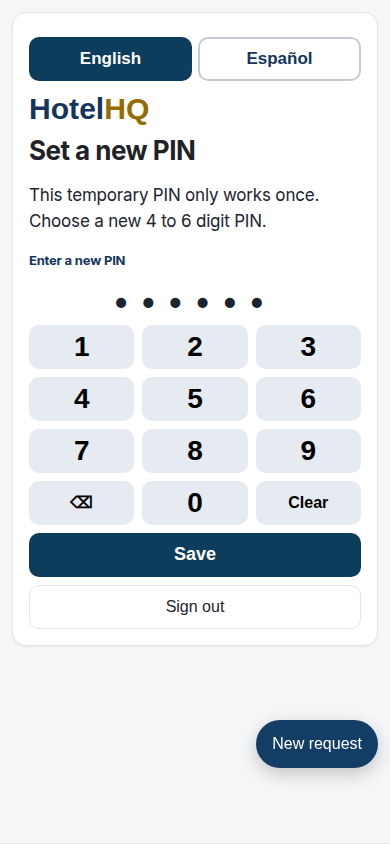 English Español
HotelHQ
Set a new PIN
This temporary PIN only works once.
Choose a new 4 to 6 digit PIN.
Enter a new PIN
● ● ● ● ● ●
1 2 3
4 5 6
7 8 9
⌫ 0 Clear
Save
Sign out
New request